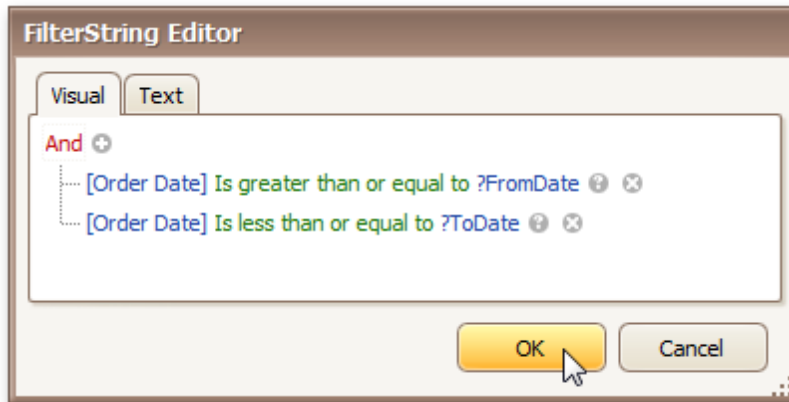 FilterString Editor
Visual Text
And
[Order Date] Is greater than or equal to ?FromDate
[Order Date] Is less than or equal to ?ToDate
OK Cancel